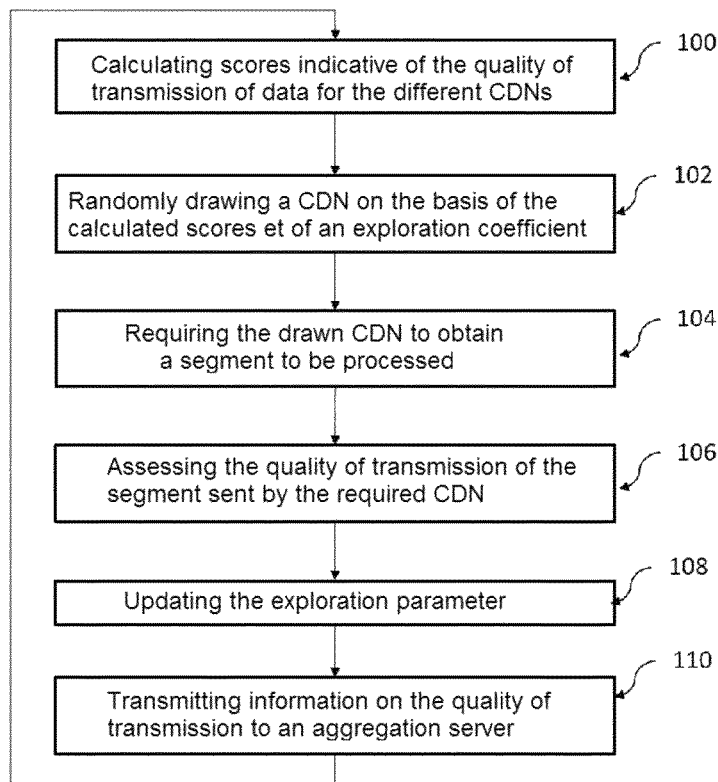 100
Calculating scores indicative of the quality of
transmission of data for the different CDNs
102
Randomly drawing a CDN on the basis of the
calculated scores et of an exploration coefficient
104
Requiring the drawn CDN to obtain
a segment to be processed
106
Assessing the quality of transmission of the
segment sent by the required CDN
108
Updating the exploration parameter
110
Transmitting information on the quality of
transmission to an aggregation server